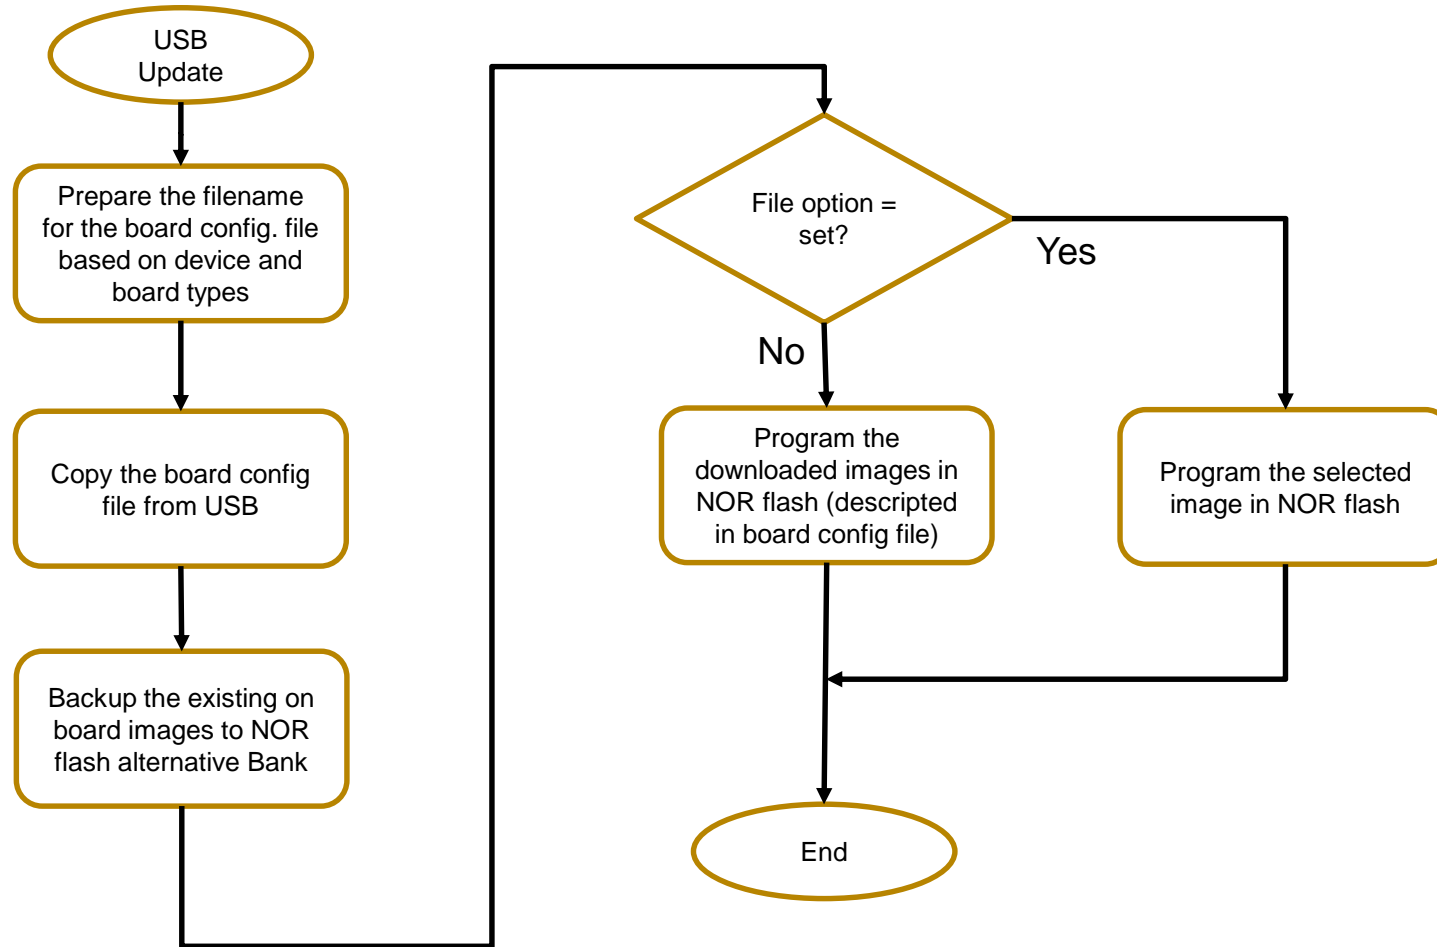 USB
Update
Prepare the filename
for the board config. file
based on device and
board types
Copy the board config
file from USB
Backup the existing on
board images to NOR
flash alternative Bank
File option =
set?
Yes
No
Program the
downloaded images in
NOR flash (descripted
in board config file)
Program the selected
image in NOR flash
End